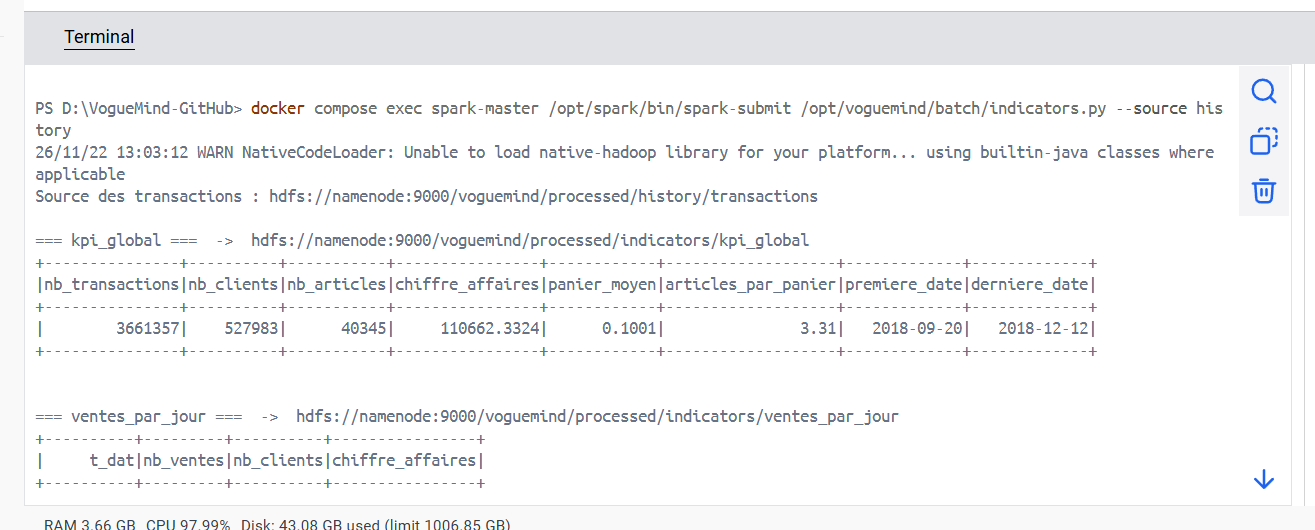 Terminal
PS D:\VogueMind-GitHub> docker compose exec spark-master /opt/spark/bin/spark-submit /opt/voguemind/batch/indicators.py --source his
tory
26/11/22 13:03:12 WARN NativeCodeLoader: Unable to load native-hadoop library for your platform... using builtin-java classes where
applicable
Source des transactions : hdfs://namenode:9000/voguemind/processed/history/transactions
=== kpi_global ===  ->  hdfs://namenode:9000/voguemind/processed/indicators/kpi_global
+---------------+----------+-----------+----------------+------------+-------------------+-------------+-------------+
|nb_transactions|nb_clients|nb_articles|chiffre_affaires|panier_moyen|articles_par_panier|premiere_date|derniere_date|
+---------------+----------+-----------+----------------+------------+-------------------+-------------+-------------+
|        3661357|    527983|      40345|     110662.3324|      0.1001|               3.31|   2018-09-20|   2018-12-12|
+---------------+----------+-----------+----------------+------------+-------------------+-------------+-------------+
=== ventes_par_jour ===  ->  hdfs://namenode:9000/voguemind/processed/indicators/ventes_par_jour
+----------+---------+----------+----------------+
|     t_dat|nb_ventes|nb_clients|chiffre_affaires|
+----------+---------+----------+----------------+
RAM 3.66 GB  CPU 97.99%  Disk: 43.08 GB used (limit 1006.85 GB)